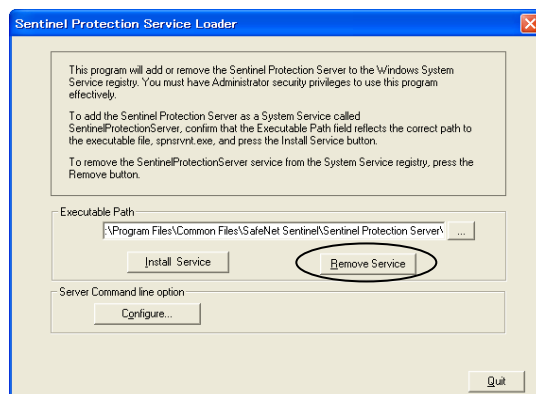 Sentinel Protection Service Loader
This program will add or remove the Sentinel Protection Server to the Windows System
Service registry. You must have Administrator security privileges to use this program
effectively.
To add the Sentinel Protection Server as a System Service called
SentinelProtectionServer, confirm that the Executable Path field reflects the correct path to
the executable file, spnsrvnt.exe, and press the Install Service button.
To remove the SentinelProtectionServer service from the System Service registry, press the
Remove button.
Executable Path
:\Program Files\Common Files\SafeNet Sentinel\Sentinel Protection Server\
...
Install Service
Remove Service
Server Command line option
Configure...
Quit